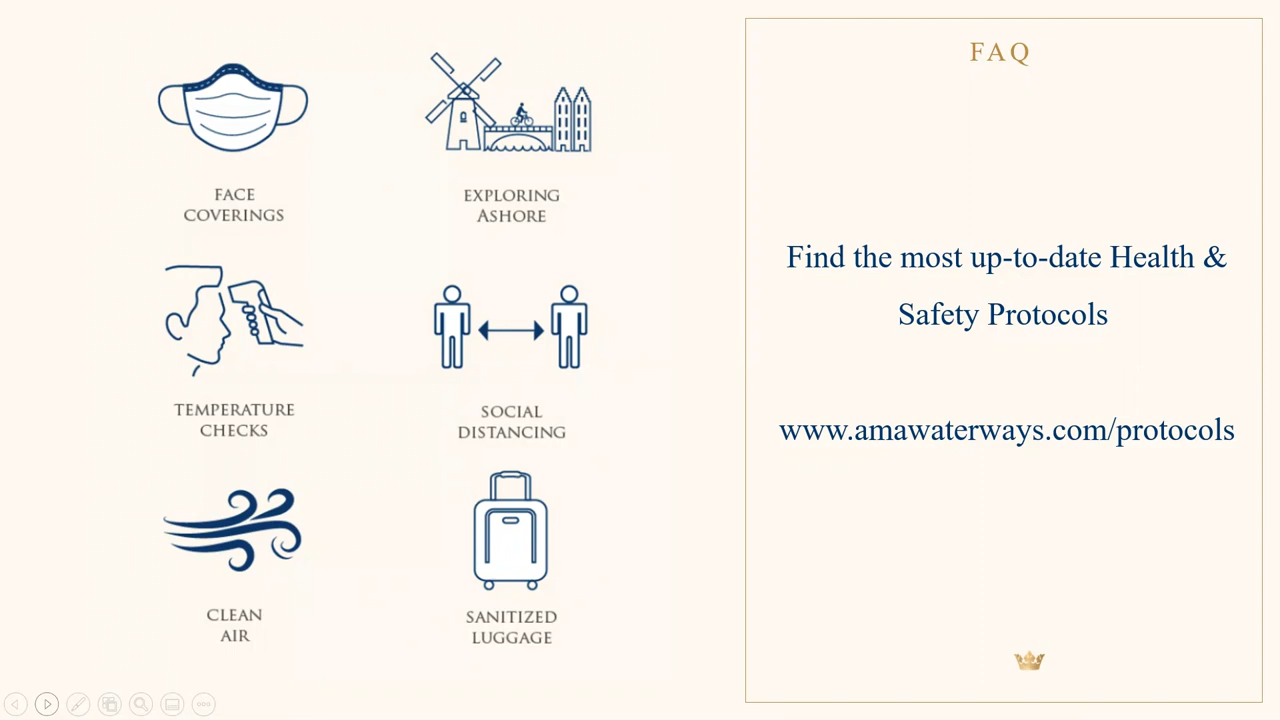 FACE
COVERINGS
EXPLORING
ASHORE
TEMPERATURE
CHECKS
SOCIAL
DISTANCING
CLEAN
AIR
SANITIZED
LUGGAGE
FAQ
Find the most up-to-date Health &
Safety Protocols
www.amawaterways.com/protocols